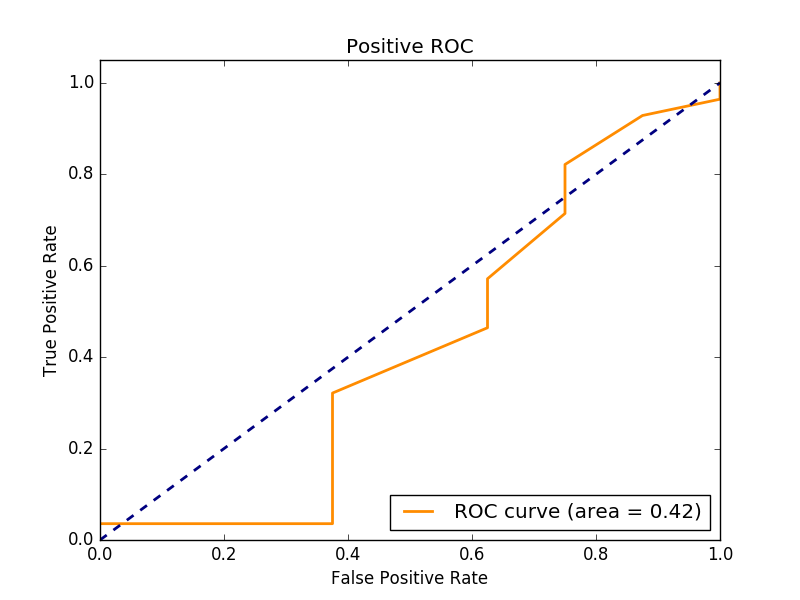 Positive ROC
True Positive Rate
1.0
0.8
0.6
0.4
0.2
0.0
ROC curve (area = 0.42)
0.0 0.2 0.4 0.6 0.8 1.0
False Positive Rate